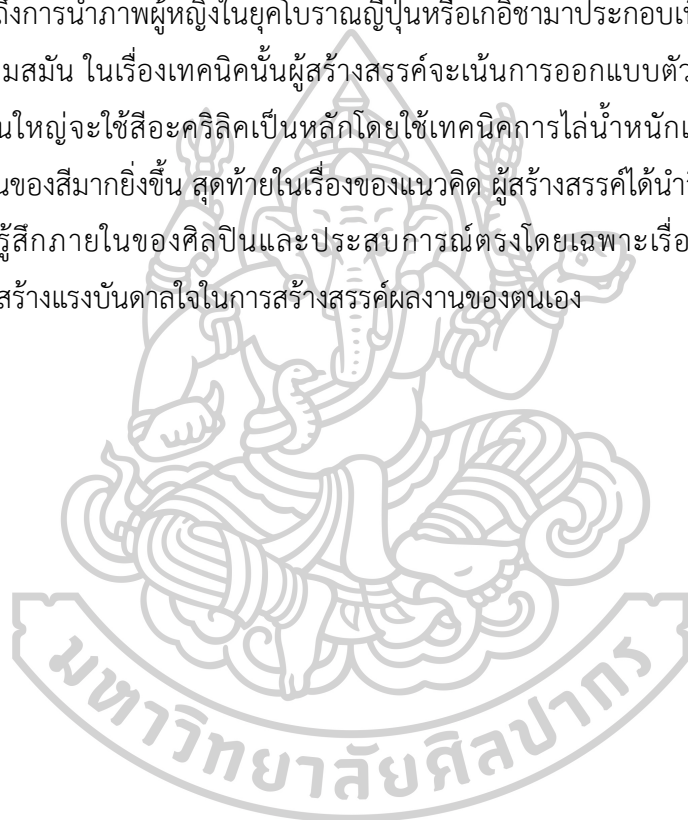 ถึงการนำภาพผู้หญิงในยุคโบราณญี่ปุ่นหรือเกอิชามาประกอบ
มสมัน ในเรื่องเทคนิคนั้นผู้สร้างสรรค์จะเน้นการออกแบบตัว
นใหญ่จะใช้สีอะคริลิคเป็นหลักโดยใช้เทคนิคการไล่น้ำหนัก
นของสีมากยิ่งขึ้น สุดท้ายในเรื่องของแนวคิด ผู้สร้างสรรค์ได้นำ
รู้สึกภายในของศิลปินและประสบการณ์ตรงโดยเฉพาะเรื่อ
สร้างแรงบันดาลใจในการสร้างสรรค์ผลงานของตนเอง
มหาวิทยาลัยศิลปากร